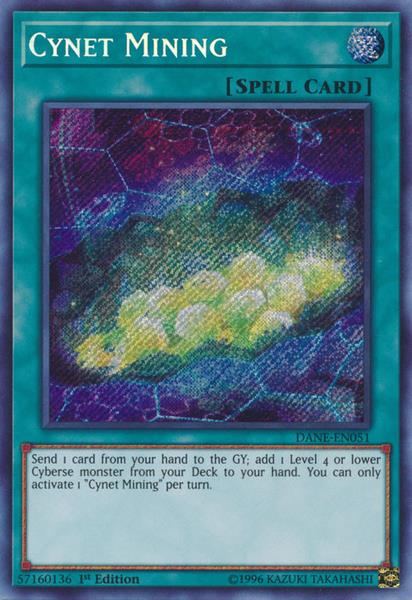 Cynet Mining
[Spell Card]
DANE-EN051
Send 1 card from your hand to the GY; add 1 Level 4 or lower
Cyberse monster from your Deck to your hand. You can only
activate 1 "Cynet Mining" per turn.
57160136 1st Edition ©1996 KAZUKI TAKAHASHI